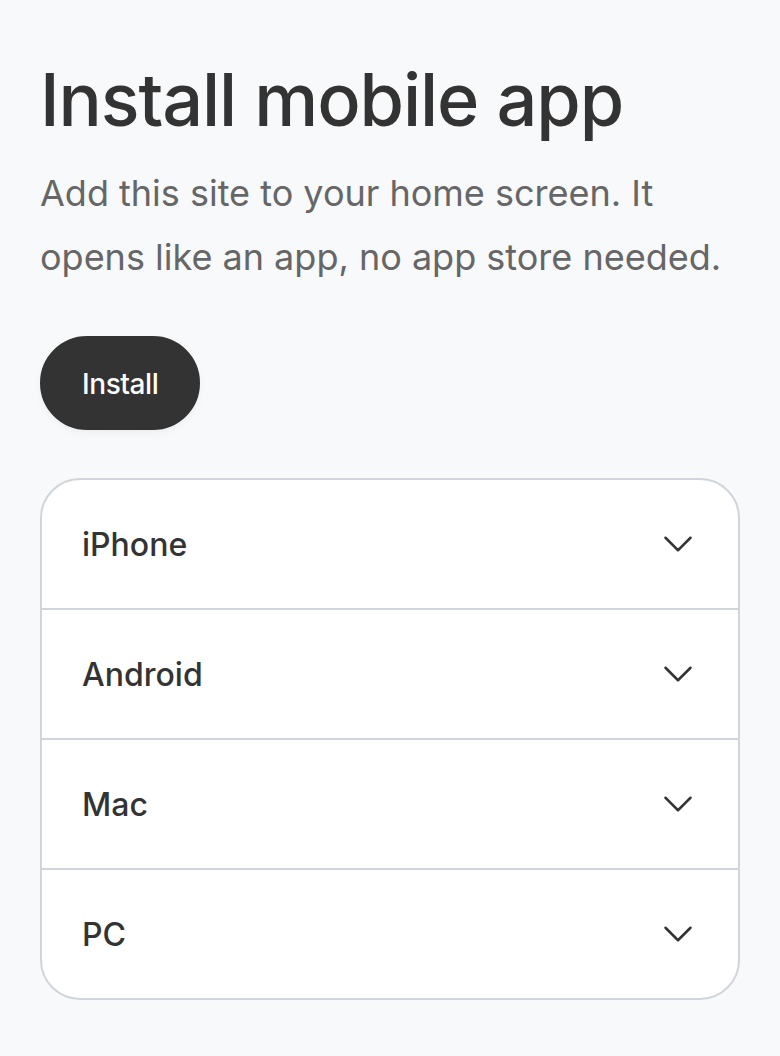 Install mobile app
Add this site to your home screen. It
opens like an app, no app store needed.
Install
iPhone
Android
Mac
PC